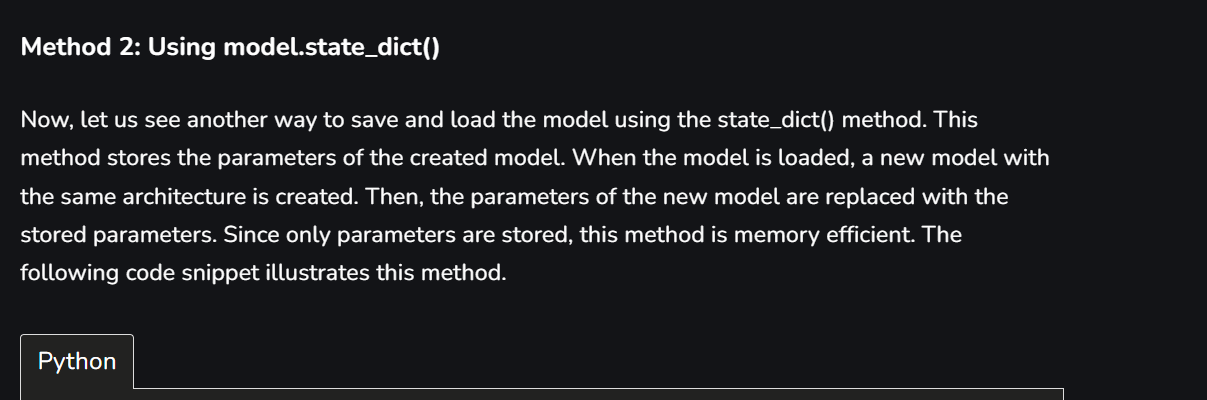 Method 2: Using model.state_dict()
Now, let us see another way to save and load the model using the state_dict() method. This
method stores the parameters of the created model. When the model is loaded, a new model with
the same architecture is created. Then, the parameters of the new model are replaced with the
stored parameters. Since only parameters are stored, this method is memory efficient. The
following code snippet illustrates this method.
Python